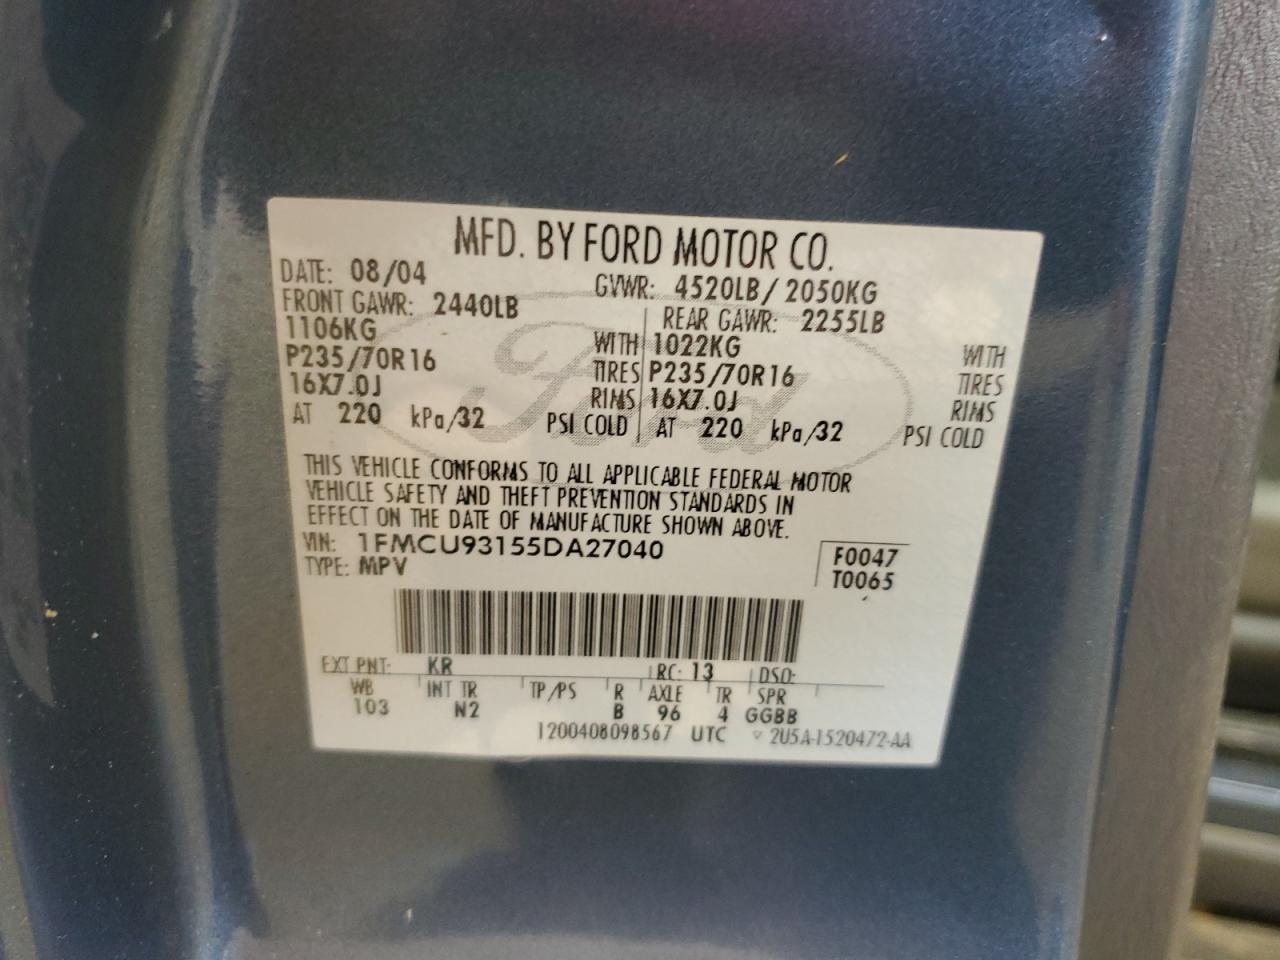 MFD. BY FORD MOTOR CO.
DATE: 08/04 GVWR: 4520LB/ 2050KG
FRONT GAWR: 2440LB REAR GAWR: 2255LB
1106KG WITH 1022KG WITH
P235/70R16 TIRES P235/70R16 TIRES
16X7.0J RIMS 16X7.0J RIMS
AT 220 kPa/32 PSI COLD AT 220 kPa/32 PSI COLD
THIS VEHICLE CONFORMS TO ALL APPLICABLE FEDERAL MOTOR
VEHICLE SAFETY AND THEFT PREVENTION STANDARDS IN
EFFECT ON THE DATE OF MANUFACTURE SHOWN ABOVE.
VIN: 1FMCU93155DA27040 F0047
TYPE: MPV T0065
EXT PNT: KR RC: 13 DSO:
WB INT TR TP/PS R AXLE TR SPR
103 N2 B 96 4 GGBB
1200408098567 UTC 2U5A-1520472-AA
Ford